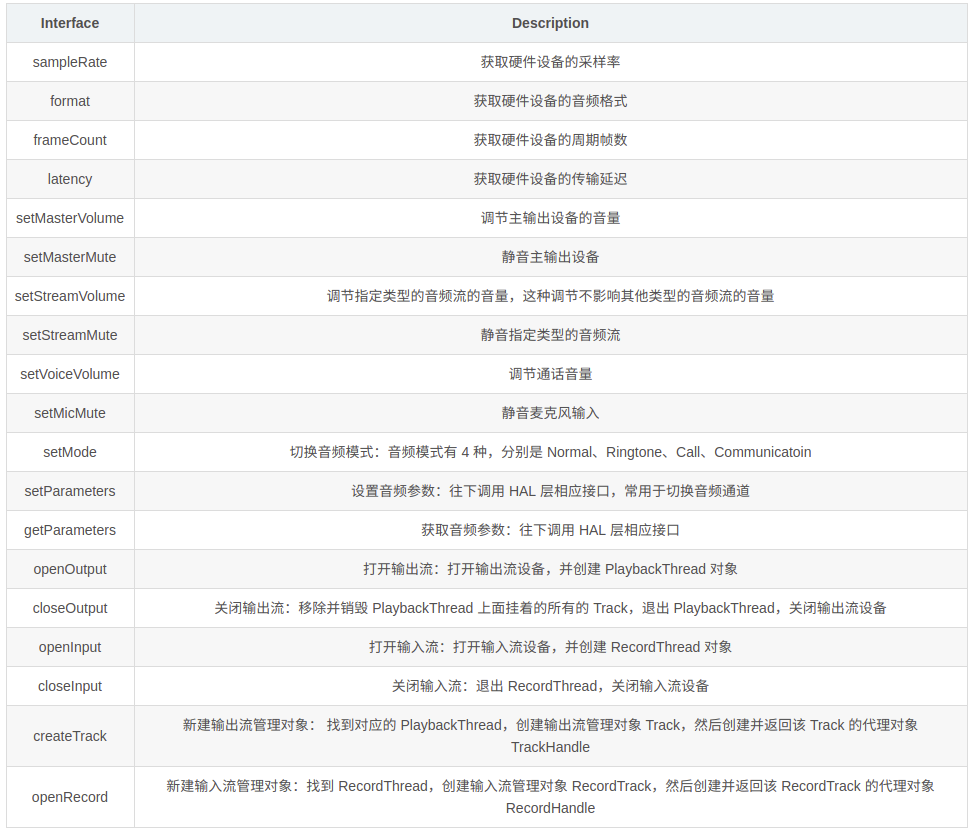 Interface Description
sampleRate 获取硬件设备的采样率
format 获取硬件设备的音频格式
frameCount 获取硬件设备的周期帧数
latency 获取硬件设备的传输延迟
setMasterVolume 调节主输出设备的音量
setMasterMute 静音主输出设备
setStreamVolume 调节指定类型的音频流的音量，这种调节不影响其他类型的音频流的音量
setStreamMute 静音指定类型的音频流
setVoiceVolume 调节通话音量
setMicMute 静音麦克风输入
setMode 切换音频模式：音频模式有 4 种，分别是 Normal、Ringtone、Call、Communicatoin
setParameters 设置音频参数：往下调用 HAL 层相应接口，常用于切换音频通道
getParameters 获取音频参数：往下调用 HAL 层相应接口
openOutput 打开输出流：打开输出流设备，并创建 PlaybackThread 对象
closeOutput 关闭输出流：移除并销毁 PlaybackThread 上面挂着的所有的 Track，退出 PlaybackThread，关闭输出流设备
openInput 打开输入流：打开输入流设备，并创建 RecordThread 对象
closeInput 关闭输入流：退出 RecordThread，关闭输入流设备
createTrack 新建输出流管理对象： 找到对应的 PlaybackThread，创建输出流管理对象 Track，然后创建并返回该 Track 的代理对象
TrackHandle
openRecord 新建输入流管理对象：找到 RecordThread，创建输入流管理对象 RecordTrack，然后创建并返回该 RecordTrack 的代理对象
RecordHandle